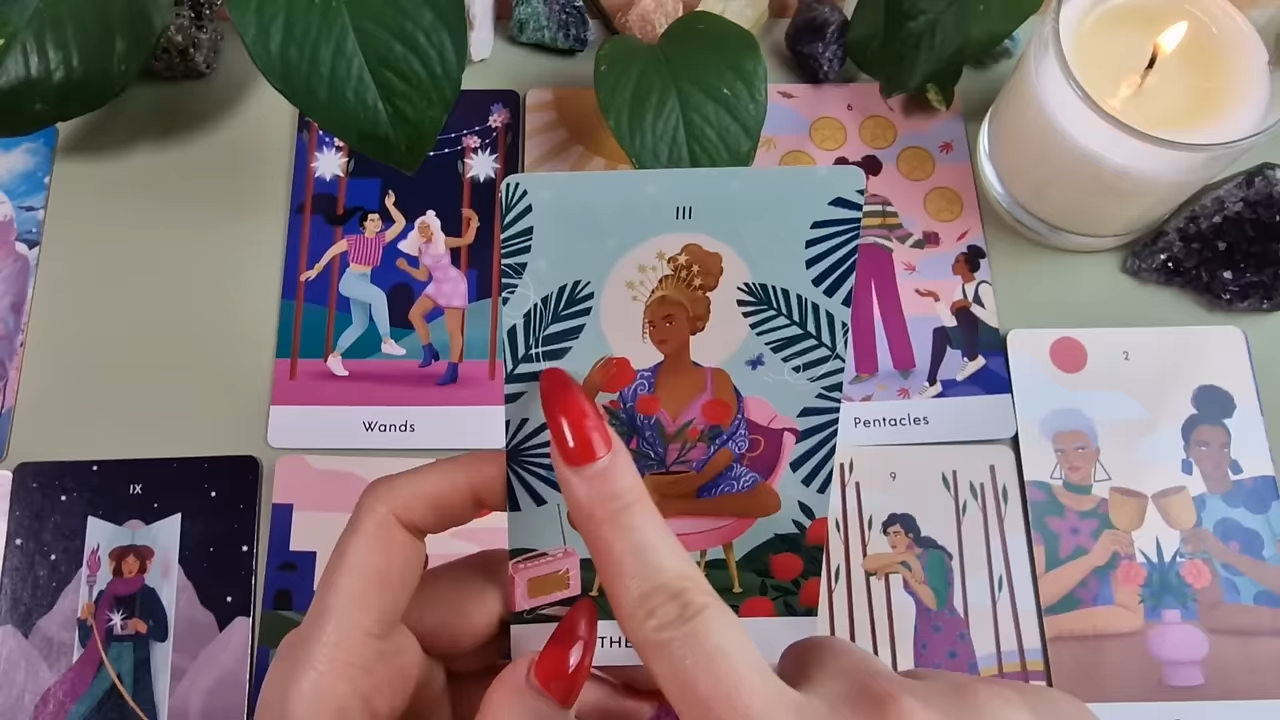 III
6
Wands
Pentacles
2
IX
9
THE